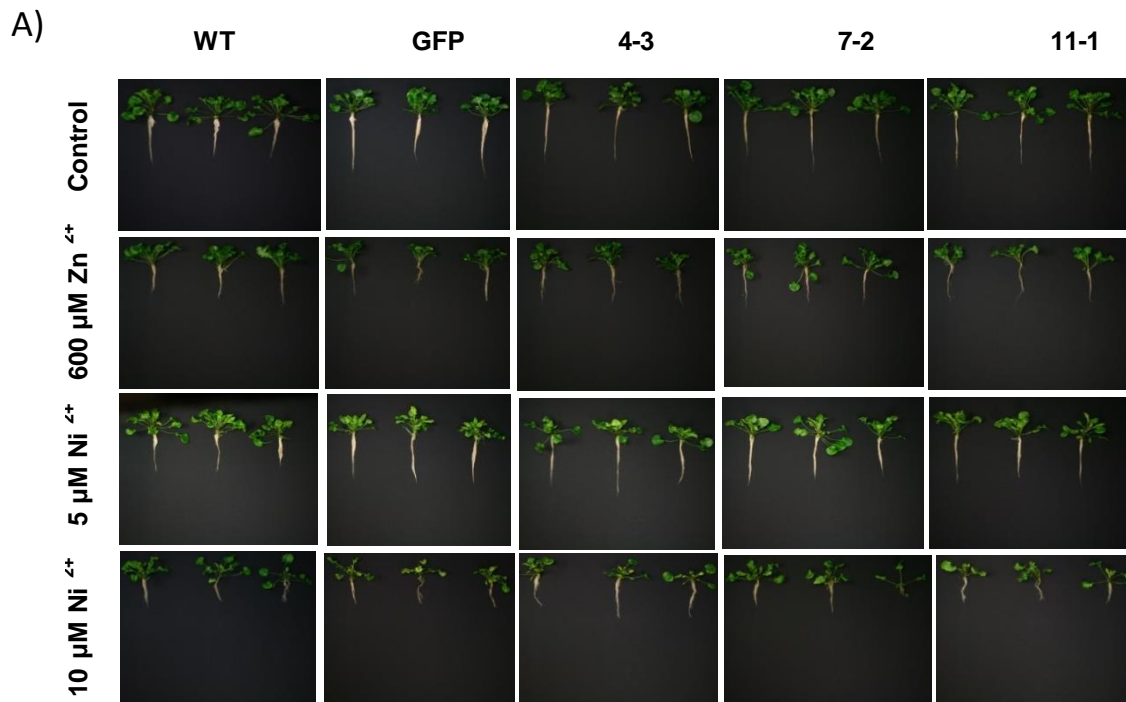 A)
WT GFP 4-3 7-2 11-1
Control
600 µM Zn 2+
5 µM Ni 2+
10 µM Ni 2+